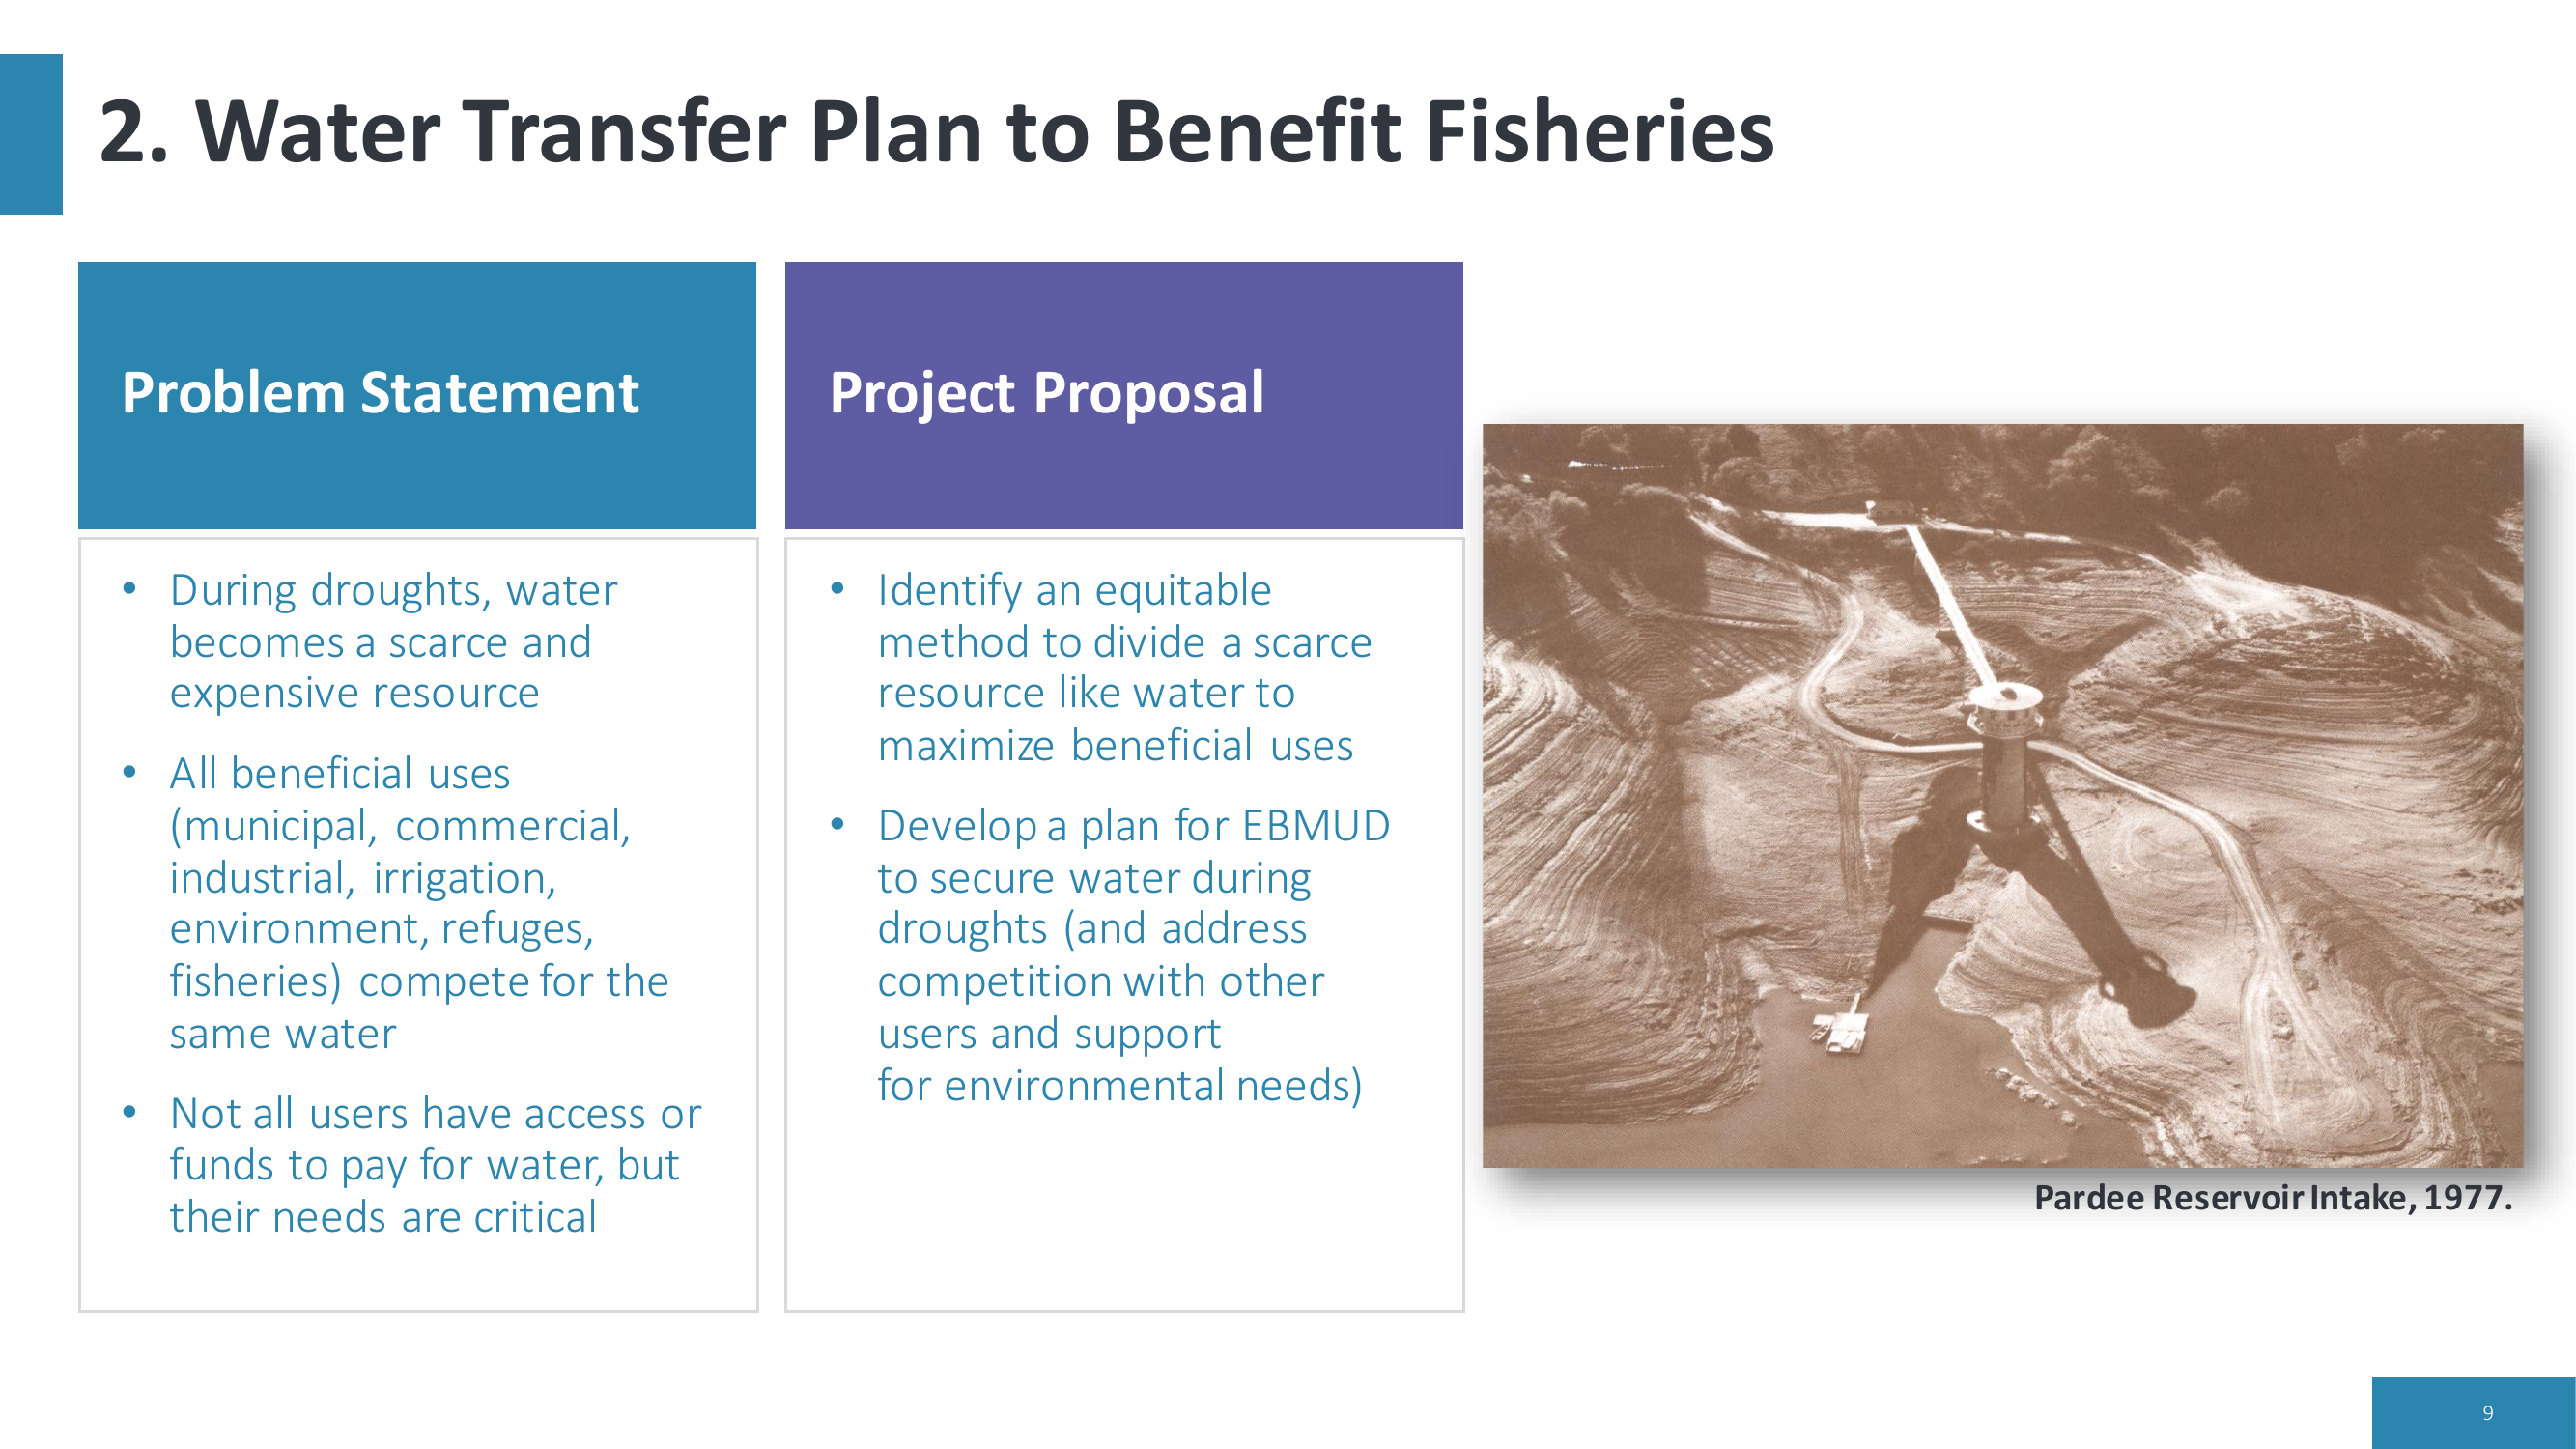 2. Water Transfer Plan to Benefit Fisheries
Problem Statement
• During droughts, water
becomes a scarce and
expensive resource
• All beneficial uses
(municipal, commercial,
industrial, irrigation,
environment, refuges,
fisheries) compete for the
same water
• Not all users have access or
funds to pay for water, but
their needs are critical
Project Proposal
• Identify an equitable
method to divide a scarce
resource like water to
maximize beneficial uses
• Develop a plan for EBMUD
to secure water during
droughts (and address
competition with other
users and support
for environmental needs)
Pardee Reservoir Intake, 1977.
9